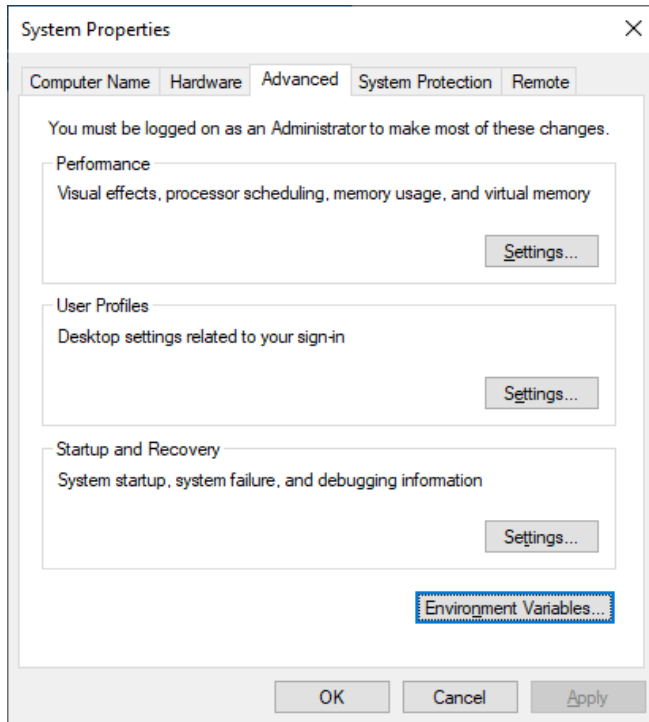 System Properties
Computer Name
Hardware
Advanced
System Protection
Remote
You must be logged on as an Administrator to make most of these changes.
Performance
Visual effects, processor scheduling, memory usage, and virtual memory
Settings...
User Profiles
Desktop settings related to your sign-in
Settings...
Startup and Recovery
System startup, system failure, and debugging information
Settings...
Environment Variables...
OK
Cancel
Apply